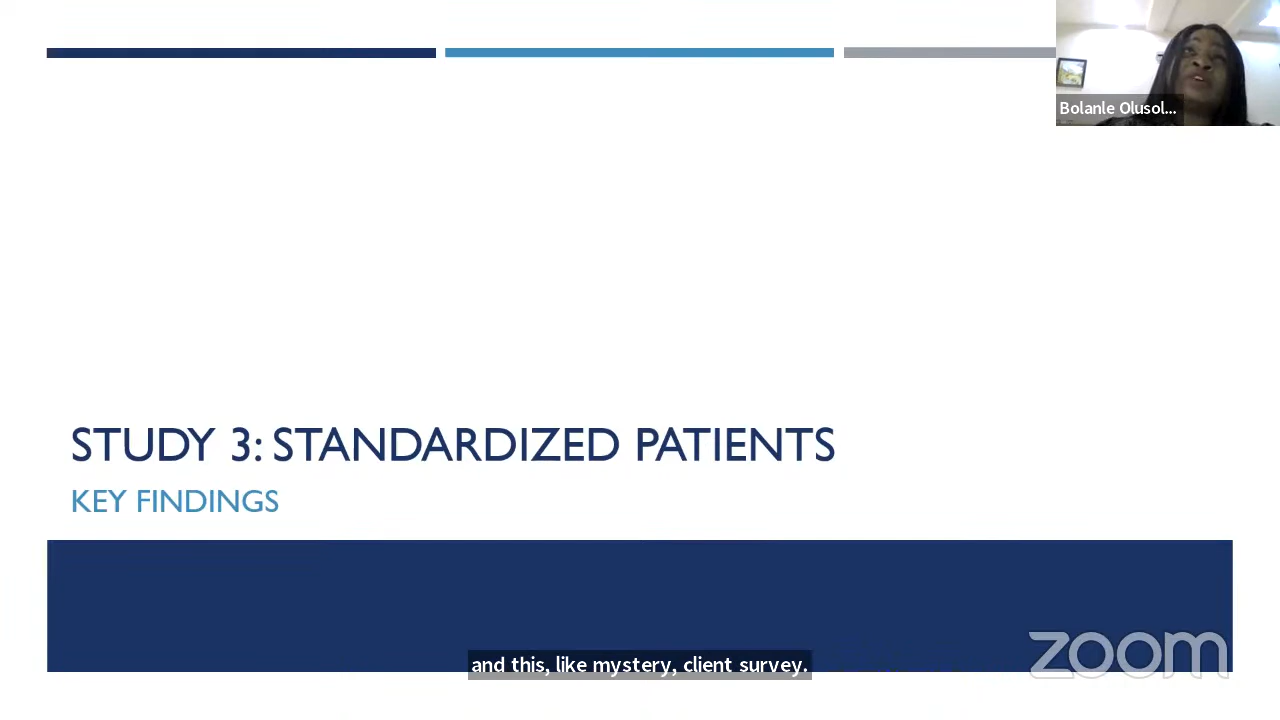 Bolanle Olusol...
STUDY 3: STANDARDIZED PATIENTS
KEY FINDINGS
and this, like mystery, client survey.
zoom